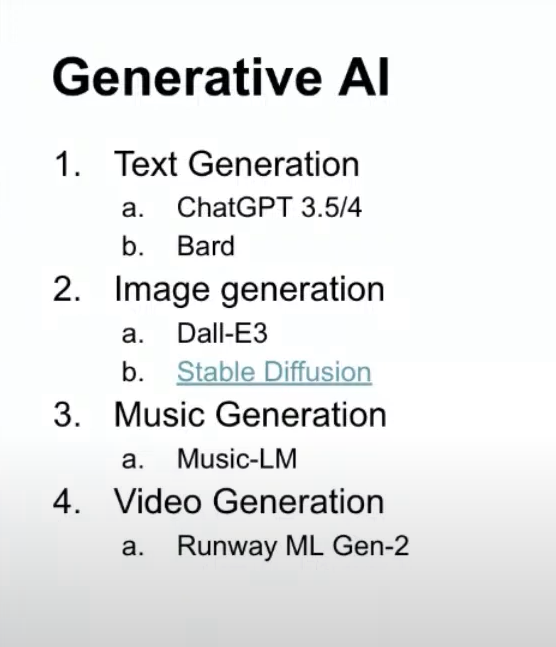 Generative AI
1. Text Generation
a. ChatGPT 3.5/4
b. Bard
2. Image generation
a. Dall-E3
b. Stable Diffusion
3. Music Generation
a. Music-LM
4. Video Generation
a. Runway ML Gen-2